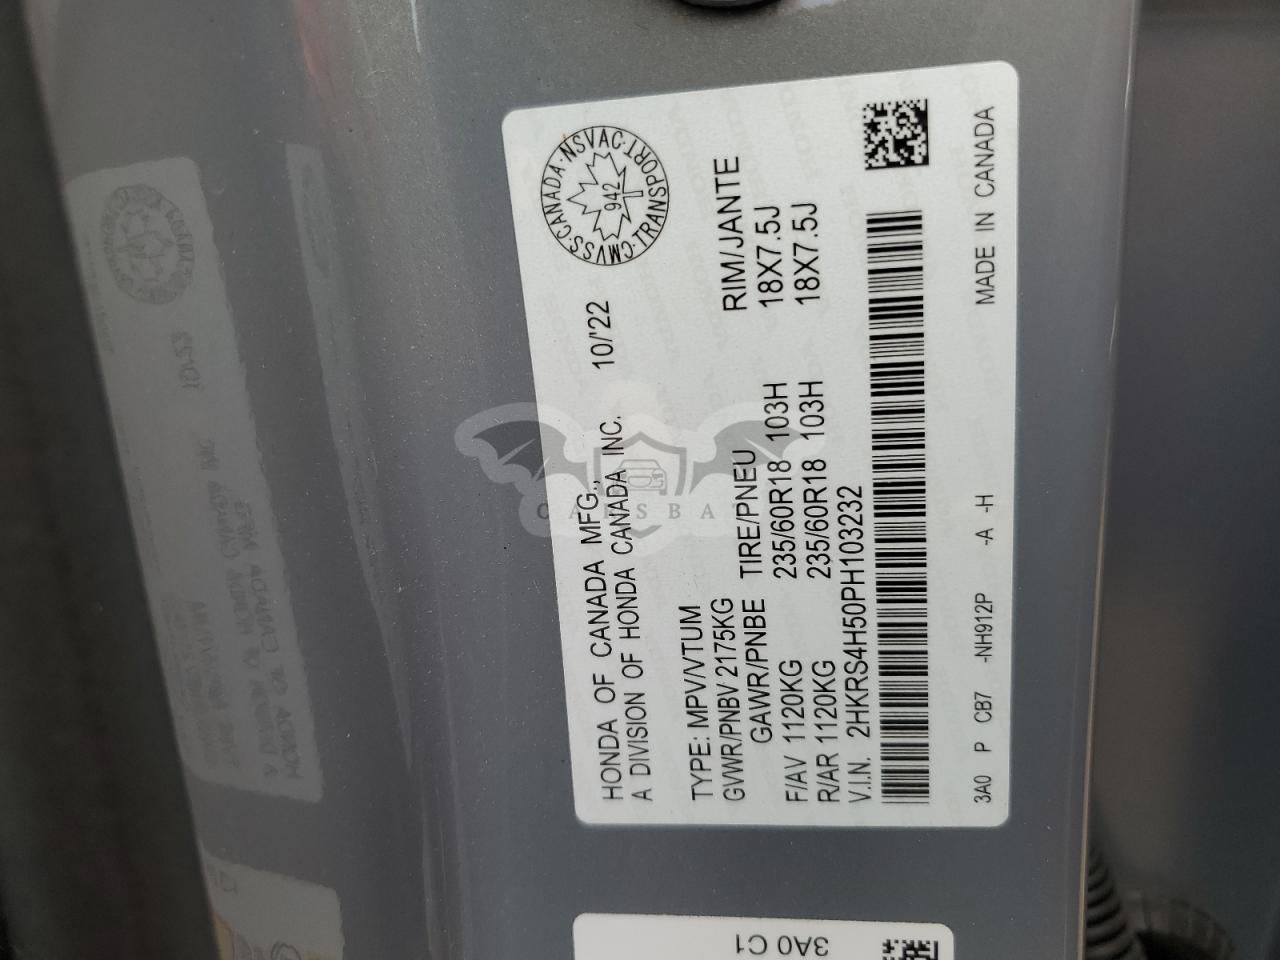 HONDA OF CANADA MFG.,
A DIVISION OF HONDA CANADA INC. 10/'22
CMVSS·CANADA·NSVAC·TRANSPORT
942
TYPE: MPV/VTUM
GVWR/PNBV 2175KG
GAWR/PNBE TIRE/PNEU RIM/JANTE
F/AV 1120KG 235/60R18 103H 18X7.5J
R/AR 1120KG 235/60R18 103H 18X7.5J
V.I.N. 2HKRS4H50PH103232
3A0 P CB7 -NH912P -A -H MADE IN CANADA
3A0 C1